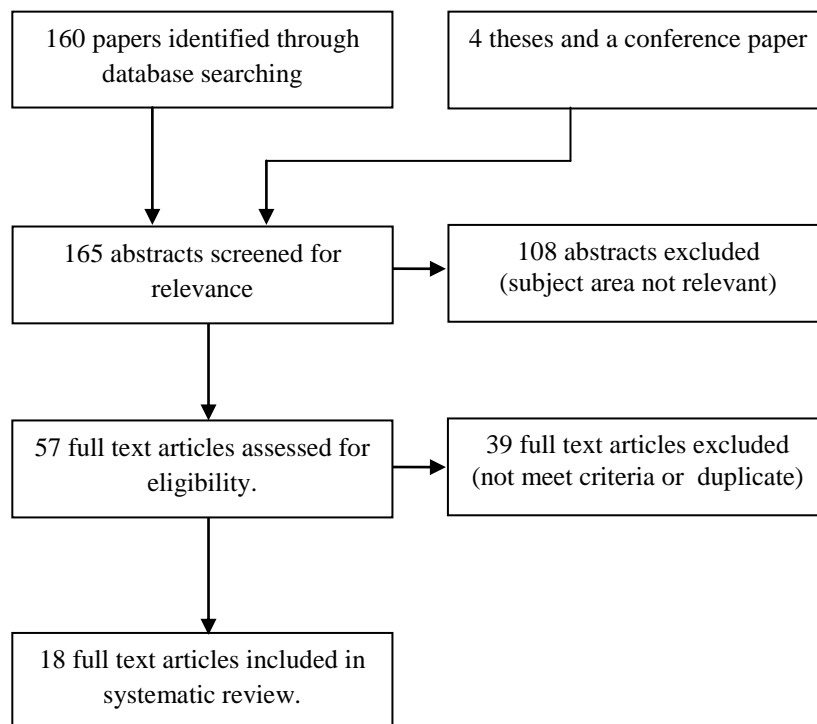 160 papers identified through
database searching
4 theses and a conference paper
165 abstracts screened for
relevance
108 abstracts excluded
(subject area not relevant)
57 full text articles assessed for
eligibility.
39 full text articles excluded
(not meet criteria or duplicate)
18 full text articles included in
systematic review.